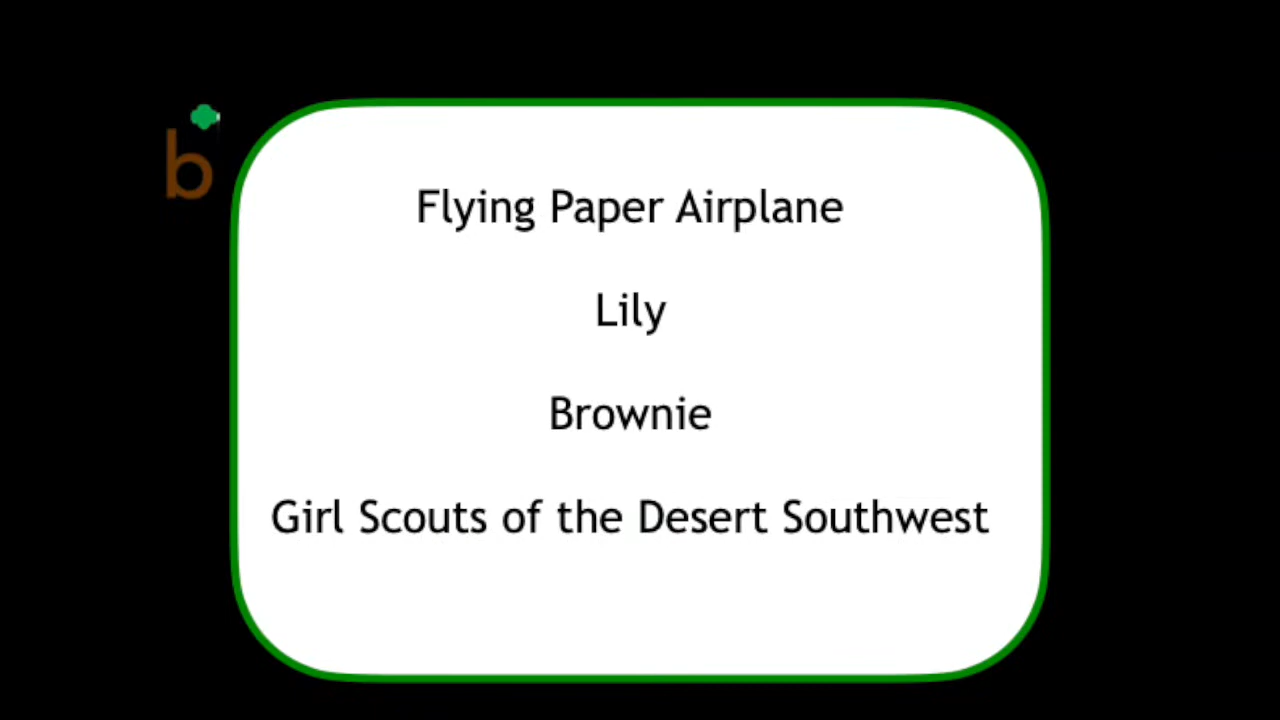 b
Flying Paper Airplane
Lily
Brownie
Girl Scouts of the Desert Southwest